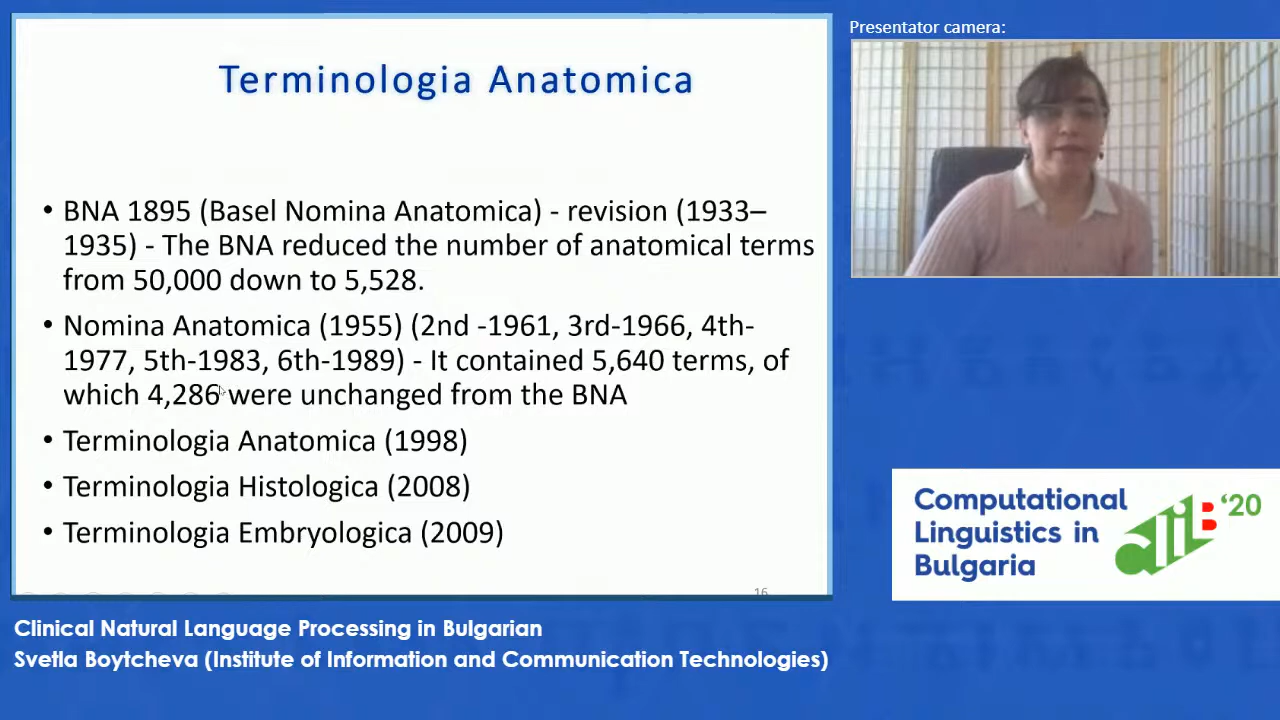 Terminologia Anatomica
• BNA 1895 (Basel Nomina Anatomica) - revision (1933–
1935) - The BNA reduced the number of anatomical terms
from 50,000 down to 5,528.
• Nomina Anatomica (1955) (2nd -1961, 3rd-1966, 4th-
1977, 5th-1983, 6th-1989) - It contained 5,640 terms, of
which 4,286 were unchanged from the BNA
• Terminologia Anatomica (1998)
• Terminologia Histologica (2008)
• Terminologia Embryologica (2009)
16
Presentator camera:
Computational
Linguistics in
Bulgaria
clib '20
Clinical Natural Language Processing in Bulgarian
Svetla Boytcheva (Institute of Information and Communication Technologies)